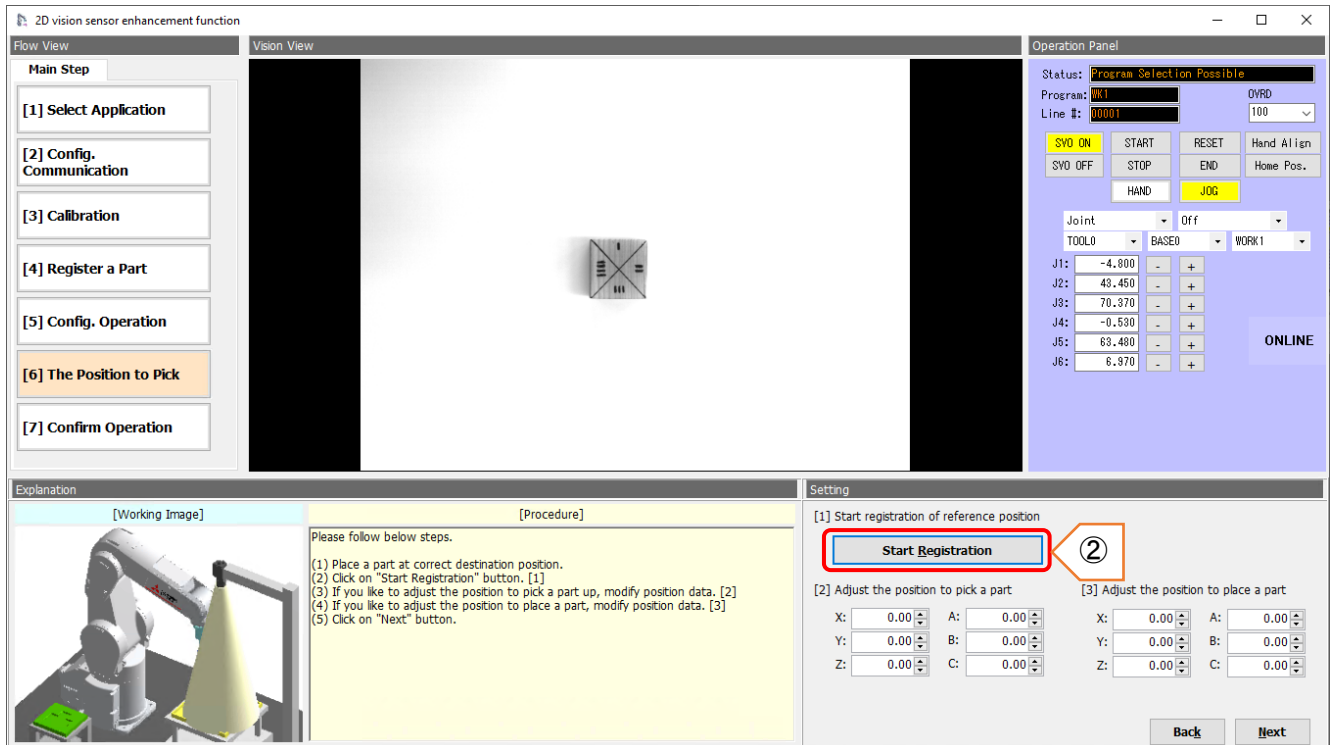 2D vision sensor enhancement function
Flow View
Main Step
[1] Select Application
[2] Config.
Communication
[3] Calibration
[4] Register a Part
[5] Config. Operation
[6] The Position to Pick
[7] Confirm Operation
Vision View
Operation Panel
Status: Program Selection Possible
Program: WK1 OVRD
Line #: 00001 100
SVO ON START RESET Hand Align
SVO OFF STOP END Home Pos.
HAND JOG
Joint Off
TOOL0 BASE0 WORK1
J1: -4.800 - +
J2: 43.450 - +
J3: 70.370 - +
J4: -0.530 - +
J5: 63.480 - +
J6: 6.970 - +
ONLINE
Explanation
[Working Image]
[Procedure]
Please follow below steps.
(1) Place a part at correct destination position.
(2) Click on "Start Registration" button. [1]
(3) If you like to adjust the position to pick a part up, modify position data. [2]
(4) If you like to adjust the position to place a part, modify position data. [3]
(5) Click on "Next" button.
Setting
[1] Start registration of reference position
Start Registration
②
[2] Adjust the position to pick a part
X: 0.00 A: 0.00
Y: 0.00 B: 0.00
Z: 0.00 C: 0.00
[3] Adjust the position to place a part
X: 0.00 A: 0.00
Y: 0.00 B: 0.00
Z: 0.00 C: 0.00
Back Next